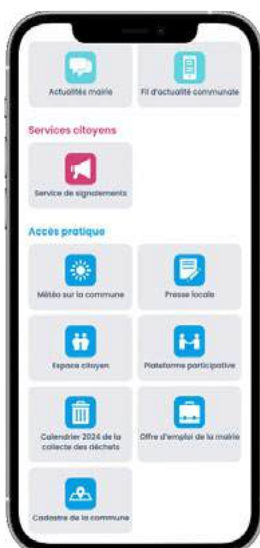 Actualités mairie
Fil d'actualité communale
Services citoyens
Service de signalements
Accès pratique
Météo sur la commune
Presse locale
Espace citoyen
Plateforme participative
Calendrier 2024 de la
collecte des déchets
Offre d'emploi de la mairie
Cadastre de la commune